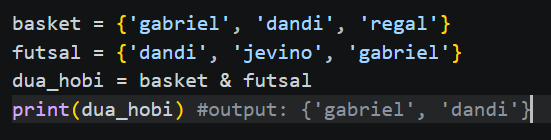 basket = {'gabriel', 'dandi', 'regal'}
futsal = {'dandi', 'jevino', 'gabriel'}
dua_hobi = basket & futsal
print(dua_hobi) #output: {'gabriel', 'dandi'}